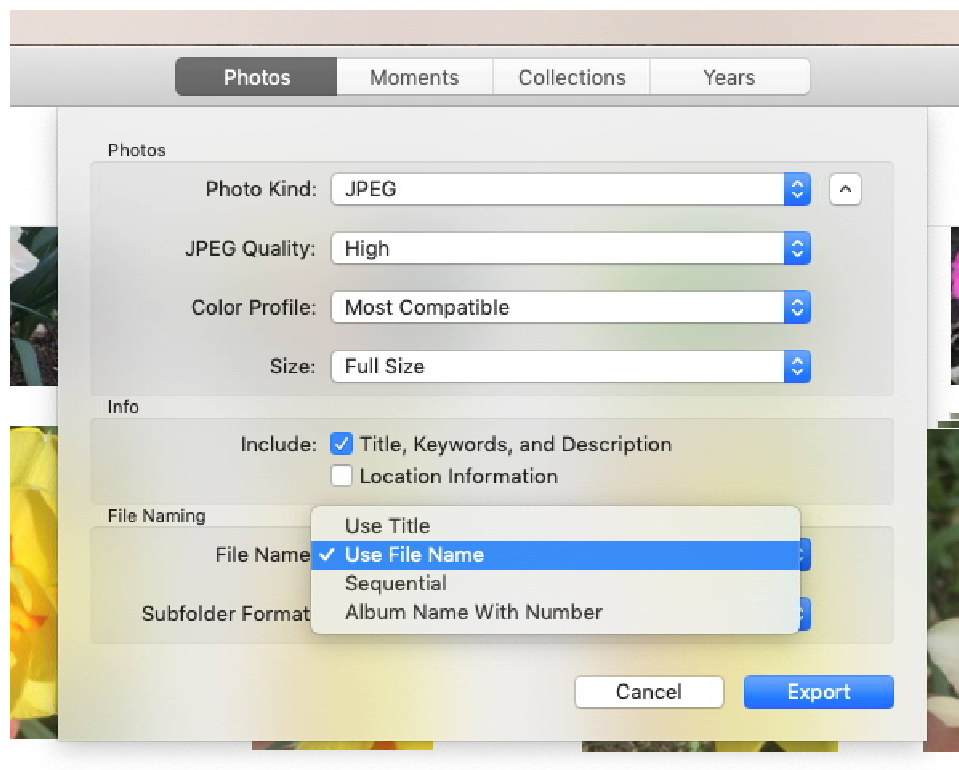 Photos Moments Collections Years
Photos
Photo Kind: JPEG
JPEG Quality: High
Color Profile: Most Compatible
Size: Full Size
Info
Include: Title, Keywords, and Description
Location Information
File Naming
Use Title
File Name Use File Name
Sequential
Subfolder Format Album Name With Number
Cancel Export